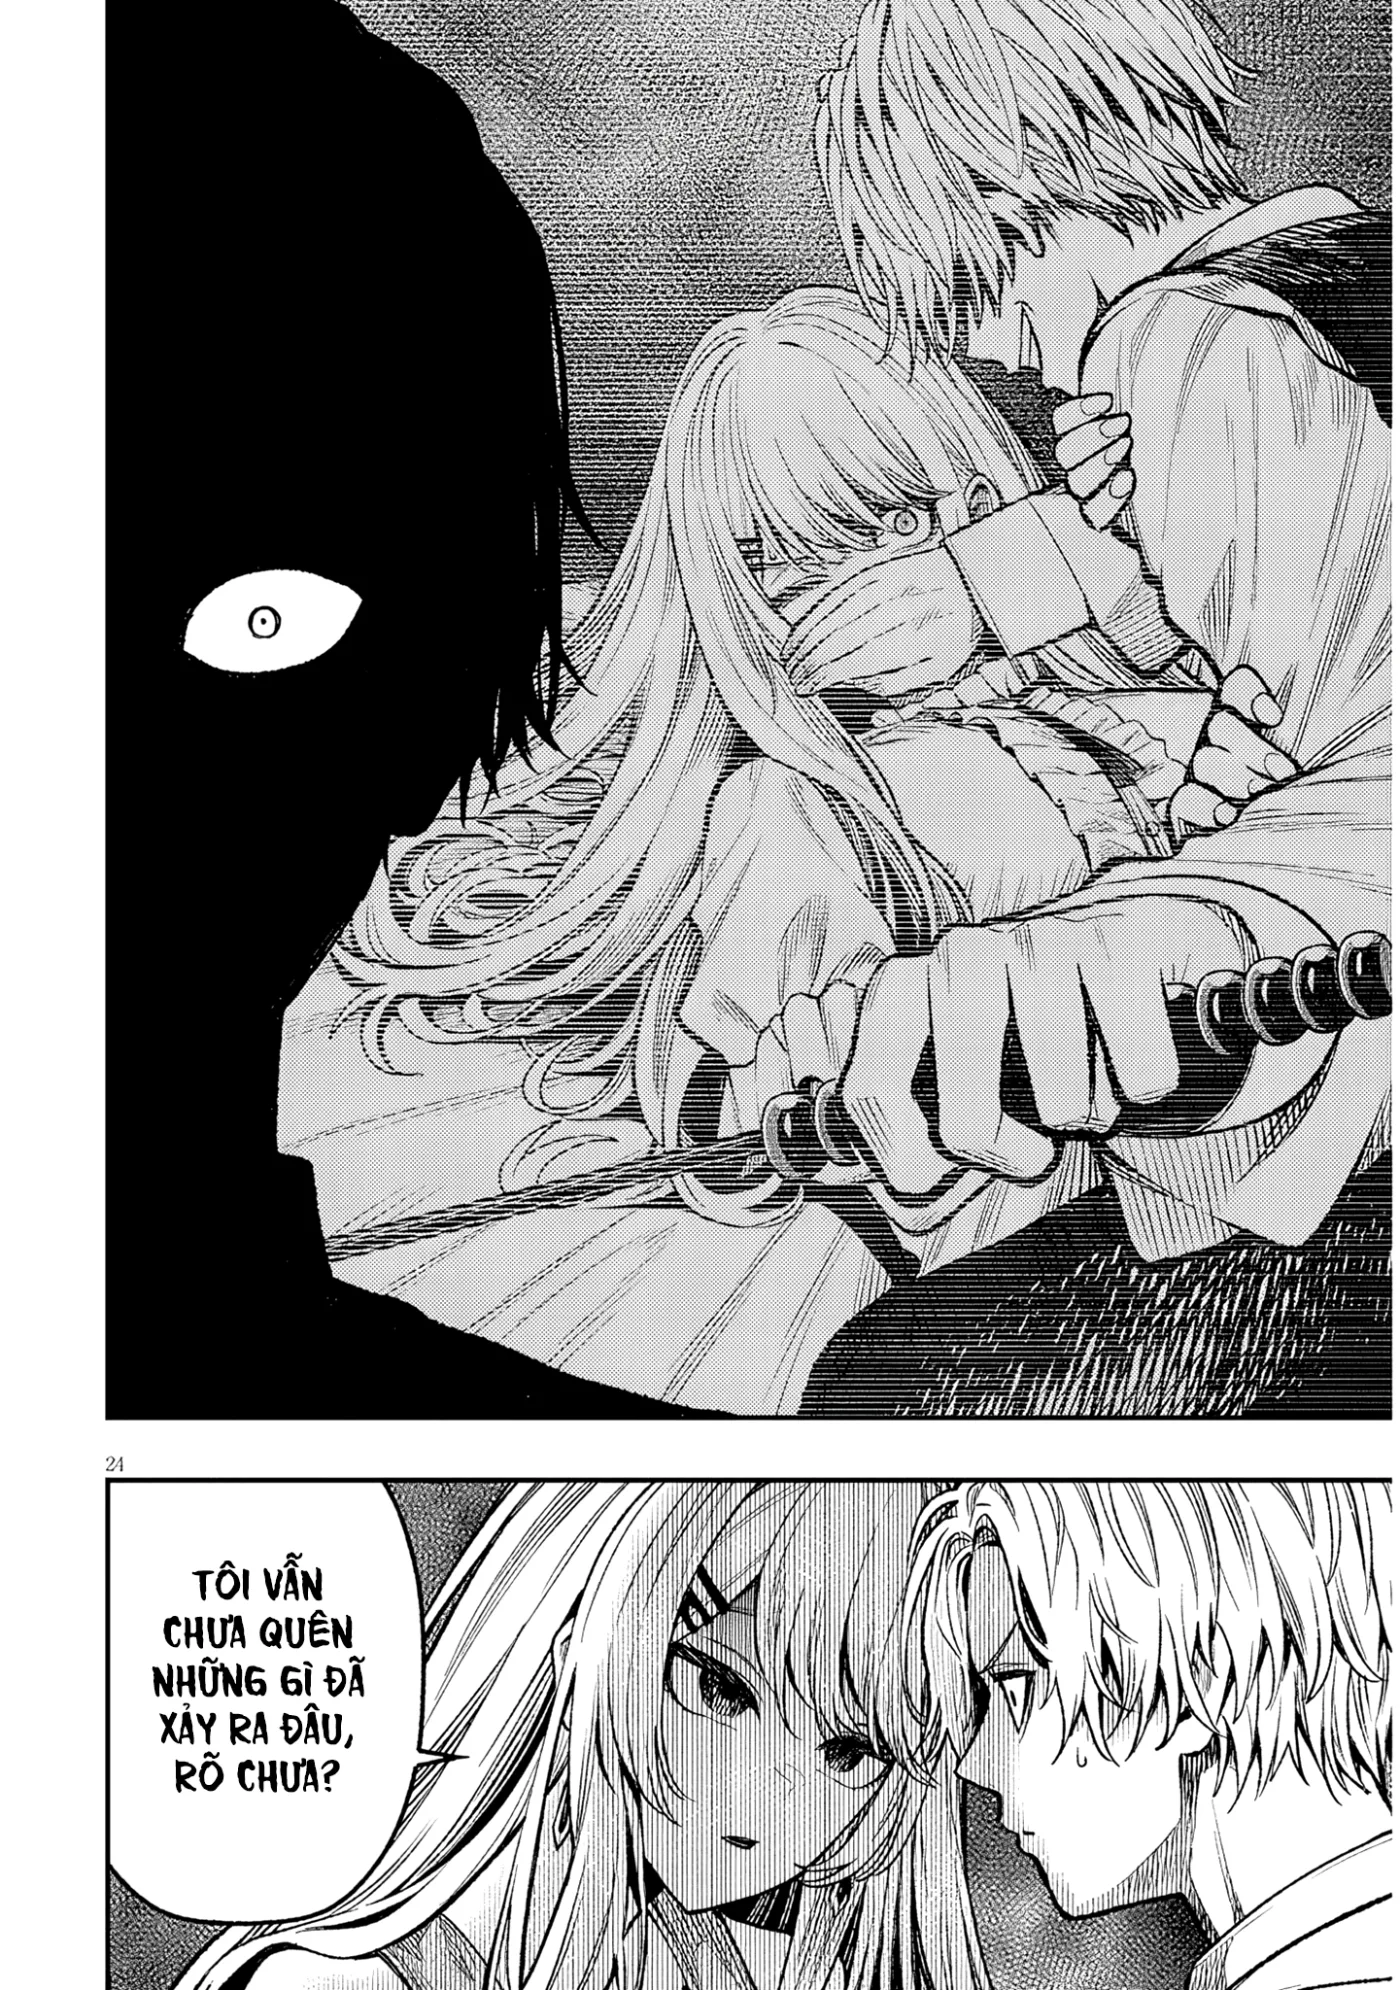 24
TÔI VẪN
CHƯA QUÊN
NHỮNG GÌ ĐÃ
XẢY RA ĐÂU,
RÕ CHƯA?